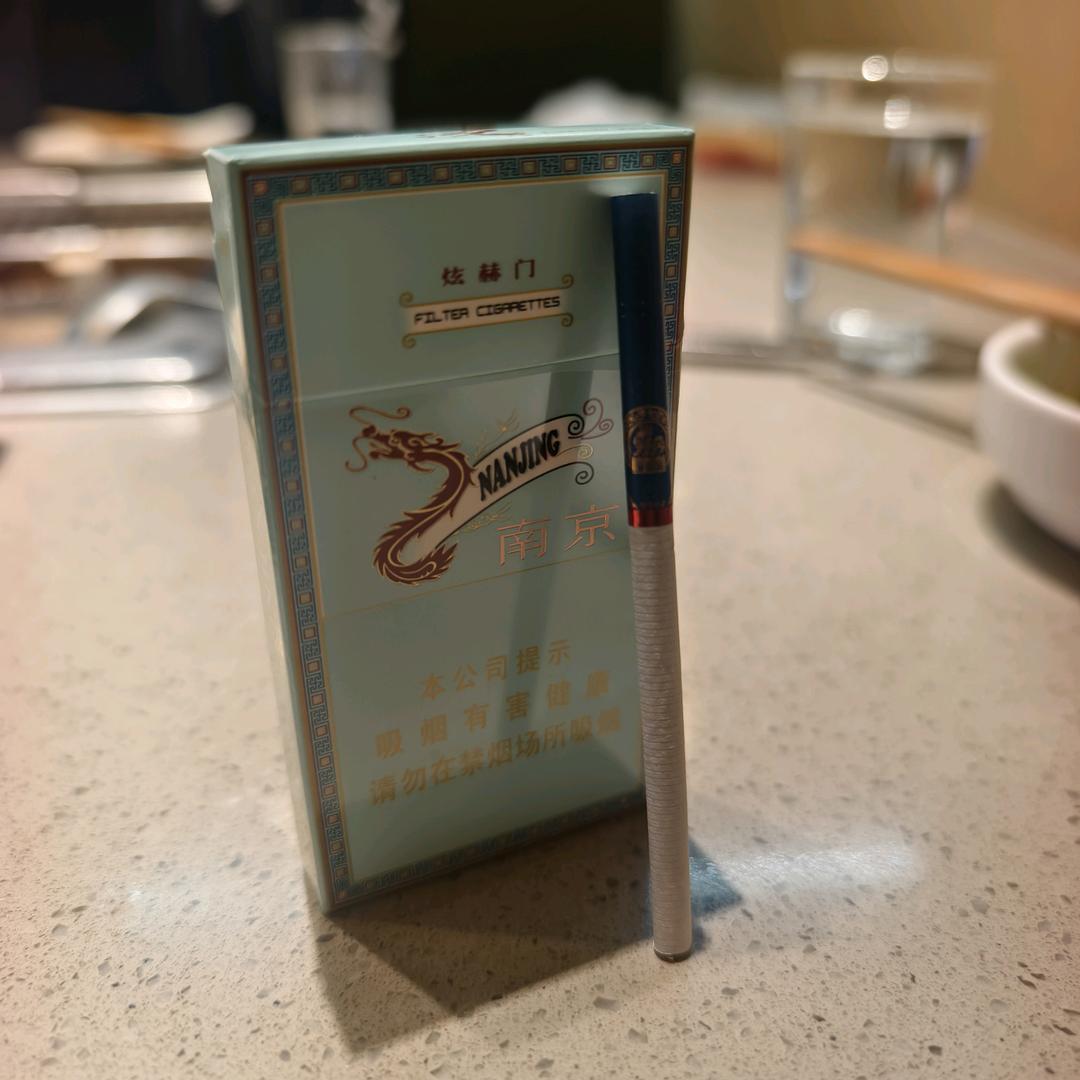 炫赫门
FILTER CIGARETTES
NANJING
南京
本公司提示
吸烟有害健康
请勿在禁烟场所吸烟